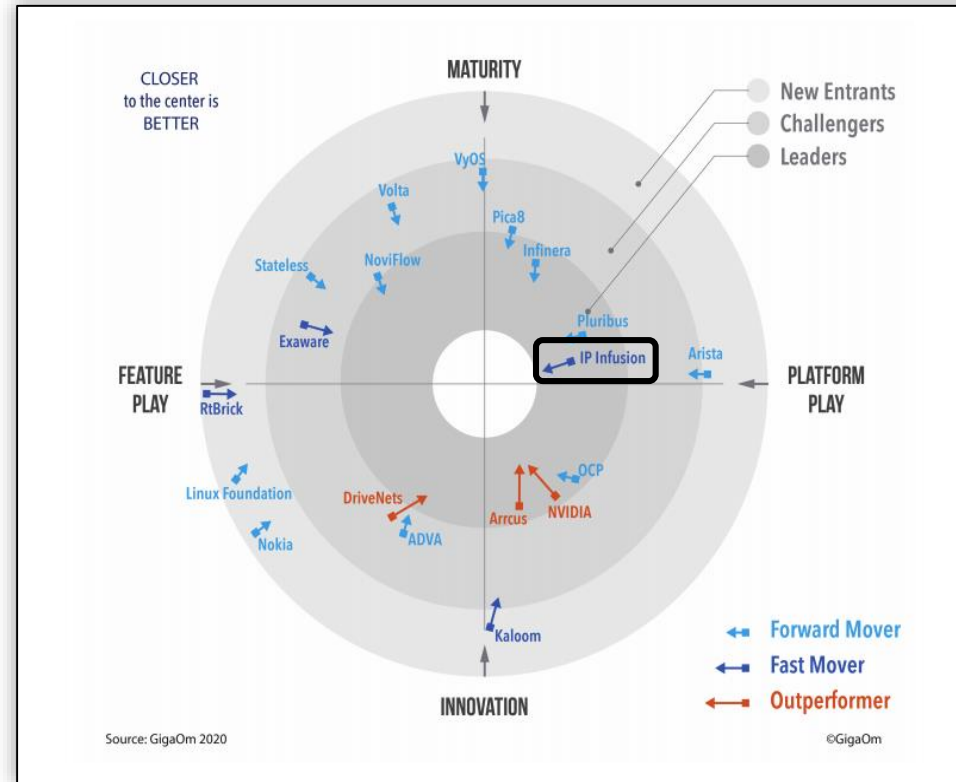 CLOSER
to the center is
BETTER
MATURITY
New Entrants
Challengers
Leaders
VyOS
Volta
Pica8
Infinera
NoviFlow
Stateless
Exaware
Pluribus
IP Infusion
Arista
FEATURE
PLAY
PLATFORM
PLAY
RtBrick
Linux Foundation
Nokia
DriveNets
ADVA
Arrcus
NVIDIA
OCP
Kaloom
INNOVATION
Forward Mover
Fast Mover
Outperformer
Source: GigaOm 2020
©GigaOm